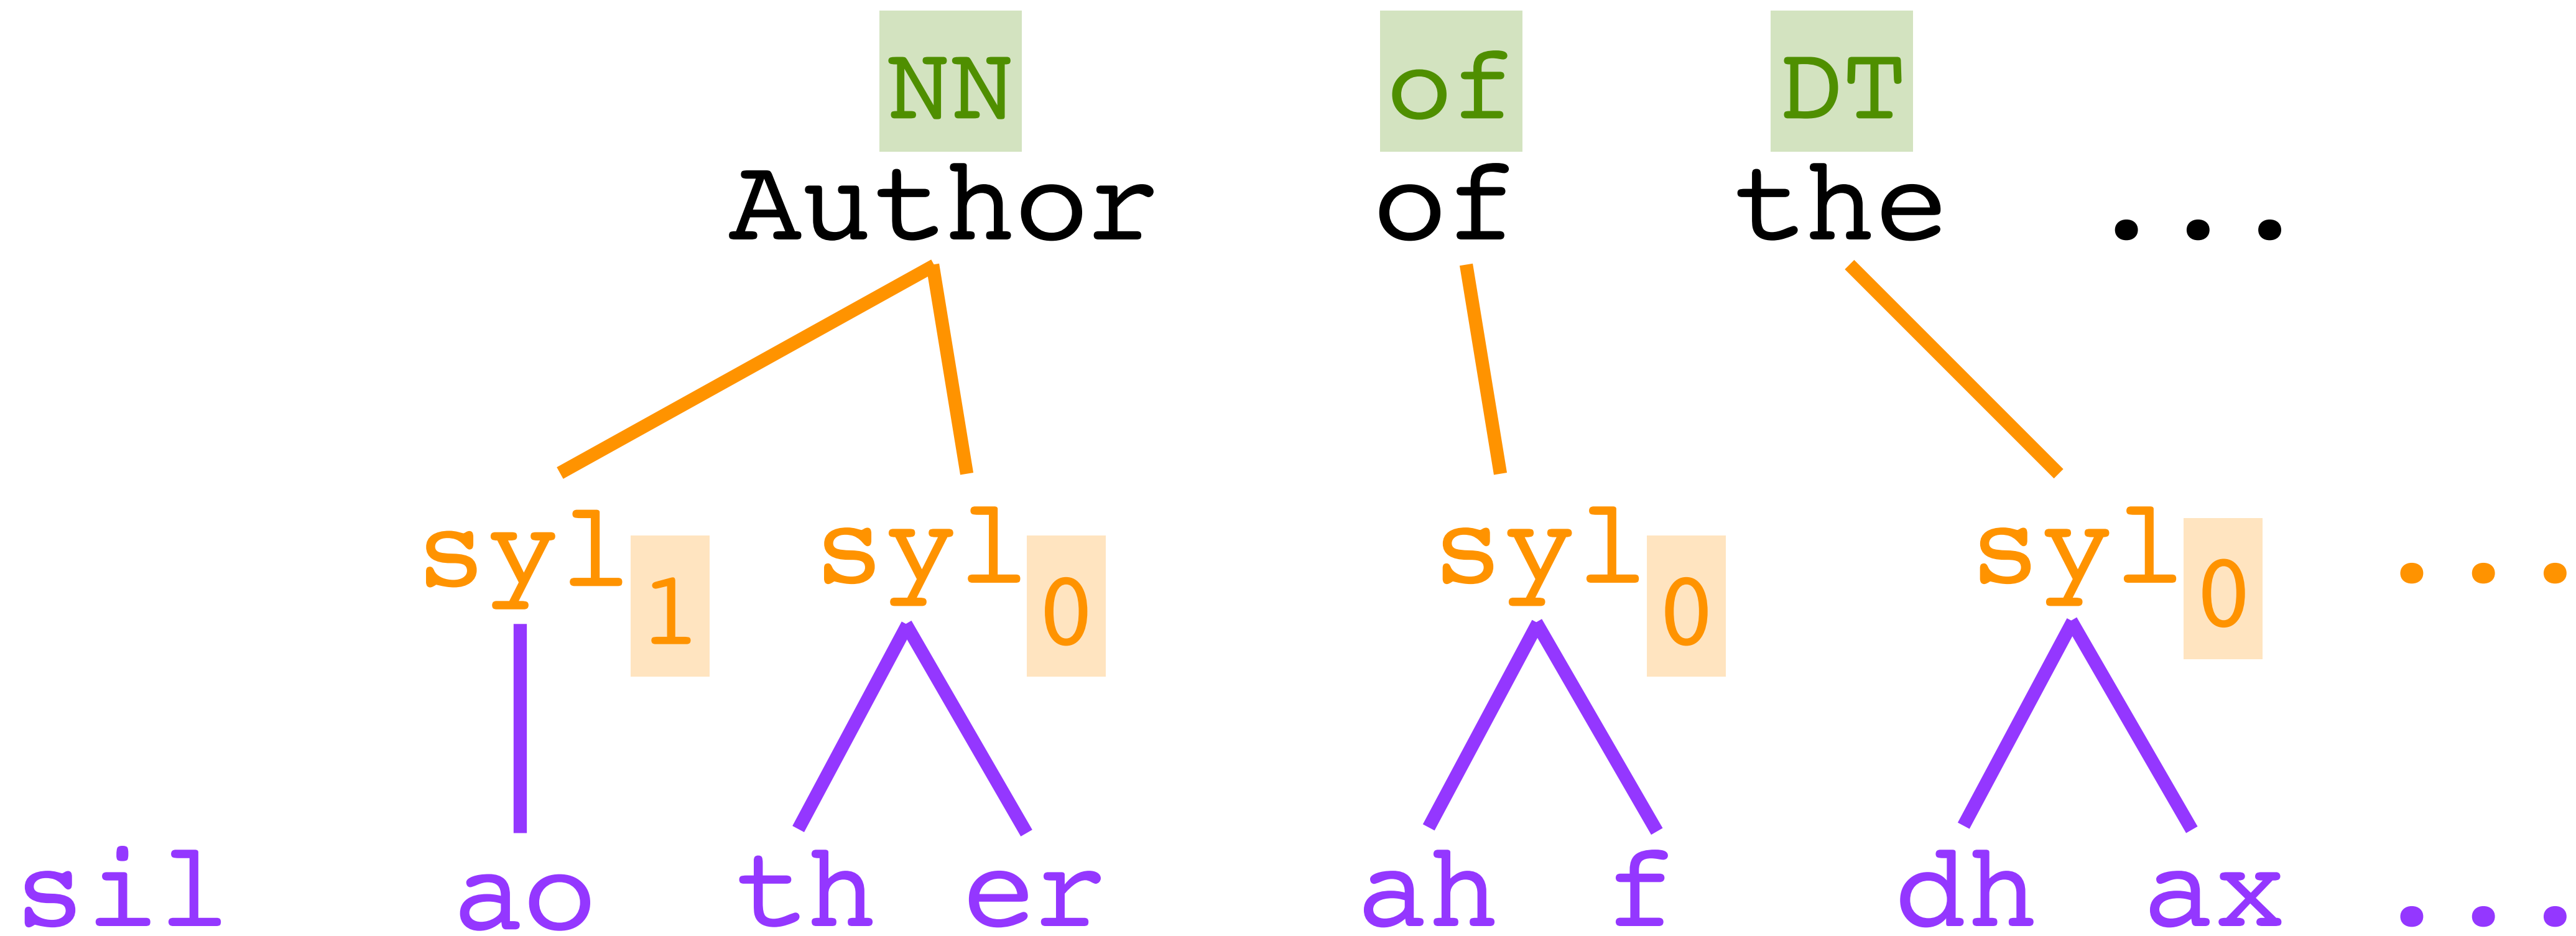 NN of DT
Author of the ...
syl1 syl0 syl0 syl0 ...
sil ao th er ah f dh ax ...